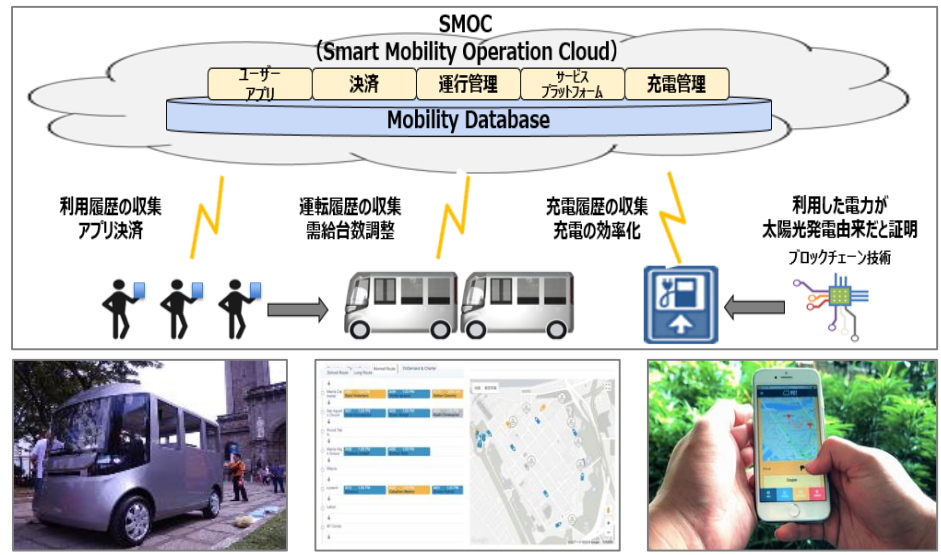 SMOC
（Smart Mobility Operation Cloud）
ユーザー
アプリ
決済
運行管理
サービス
プラットフォーム
充電管理
Mobility Database
利用履歴の収集
アプリ決済
運転履歴の収集
需給台数調整
充電履歴の収集
充電の効率化
利用した電力が
太陽光発電由来だと証明
ブロックチェーン技術